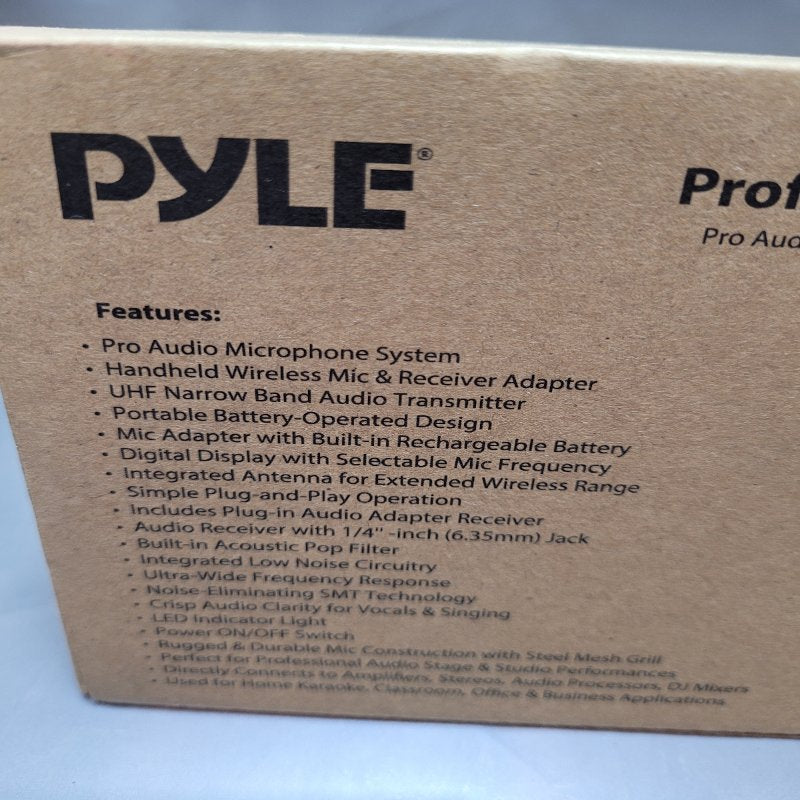 PYLE®
Prof
Pro Aud
Features:
• Pro Audio Microphone System
• Handheld Wireless Mic & Receiver Adapter
• UHF Narrow Band Audio Transmitter
• Portable Battery-Operated Design
• Mic Adapter with Built-in Rechargeable Battery
• Digital Display with Selectable Mic Frequency
• Integrated Antenna for Extended Wireless Range
• Simple Plug-and-Play Operation
• Includes Plug-in Audio Adapter Receiver
• Audio Receiver with 1/4" -inch (6.35mm) Jack
• Built-in Acoustic Pop Filter
• Integrated Low Noise Circuitry
• Ultra-Wide Frequency Response
• Noise-Eliminating SMT Technology
• Crisp Audio Clarity for Vocals & Singing
• LED Indicator Light
• Power ON/OFF Switch
• Rugged & Durable Mic Construction with Steel Mesh Grill
• Perfect for Professional Audio Stage & Studio Performances
• Directly Connects to Amplifiers, Stereos, Audio Processors, DJ Mixers
• Used for Home Karaoke, Classroom, Office & Business Applications